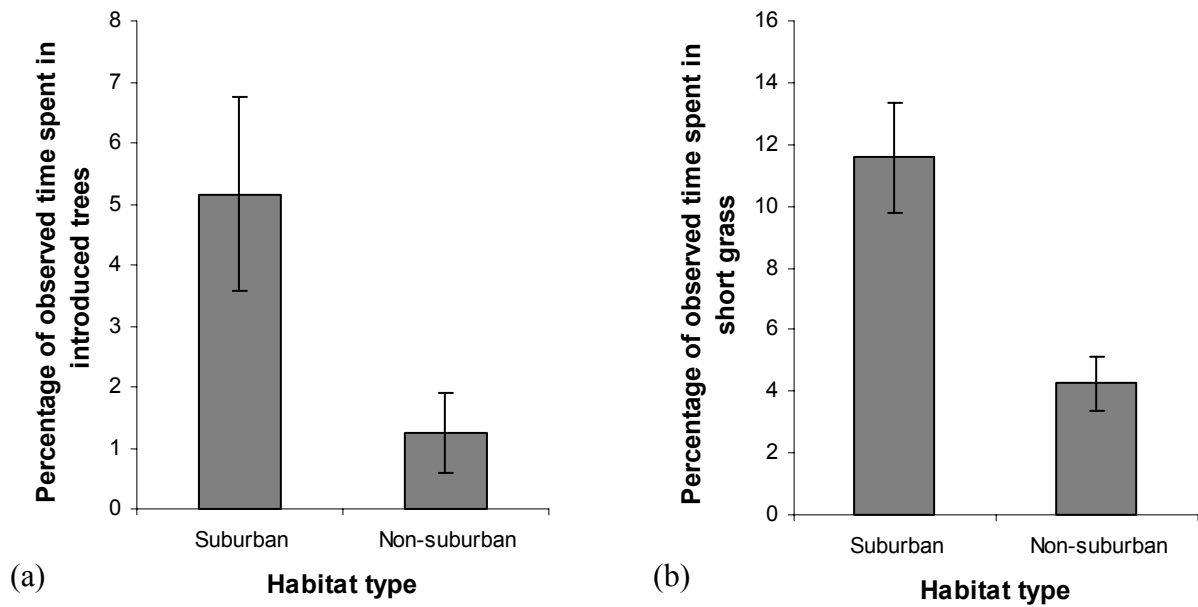 Percentage of observed time spent in
introduced trees
8
7
6
5
4
3
2
1
0
Suburban
Non-suburban
(a)
Habitat type
Percentage of observed time spent in
short grass
16
14
12
10
8
6
4
2
0
Suburban
Non-suburban
(b)
Habitat type